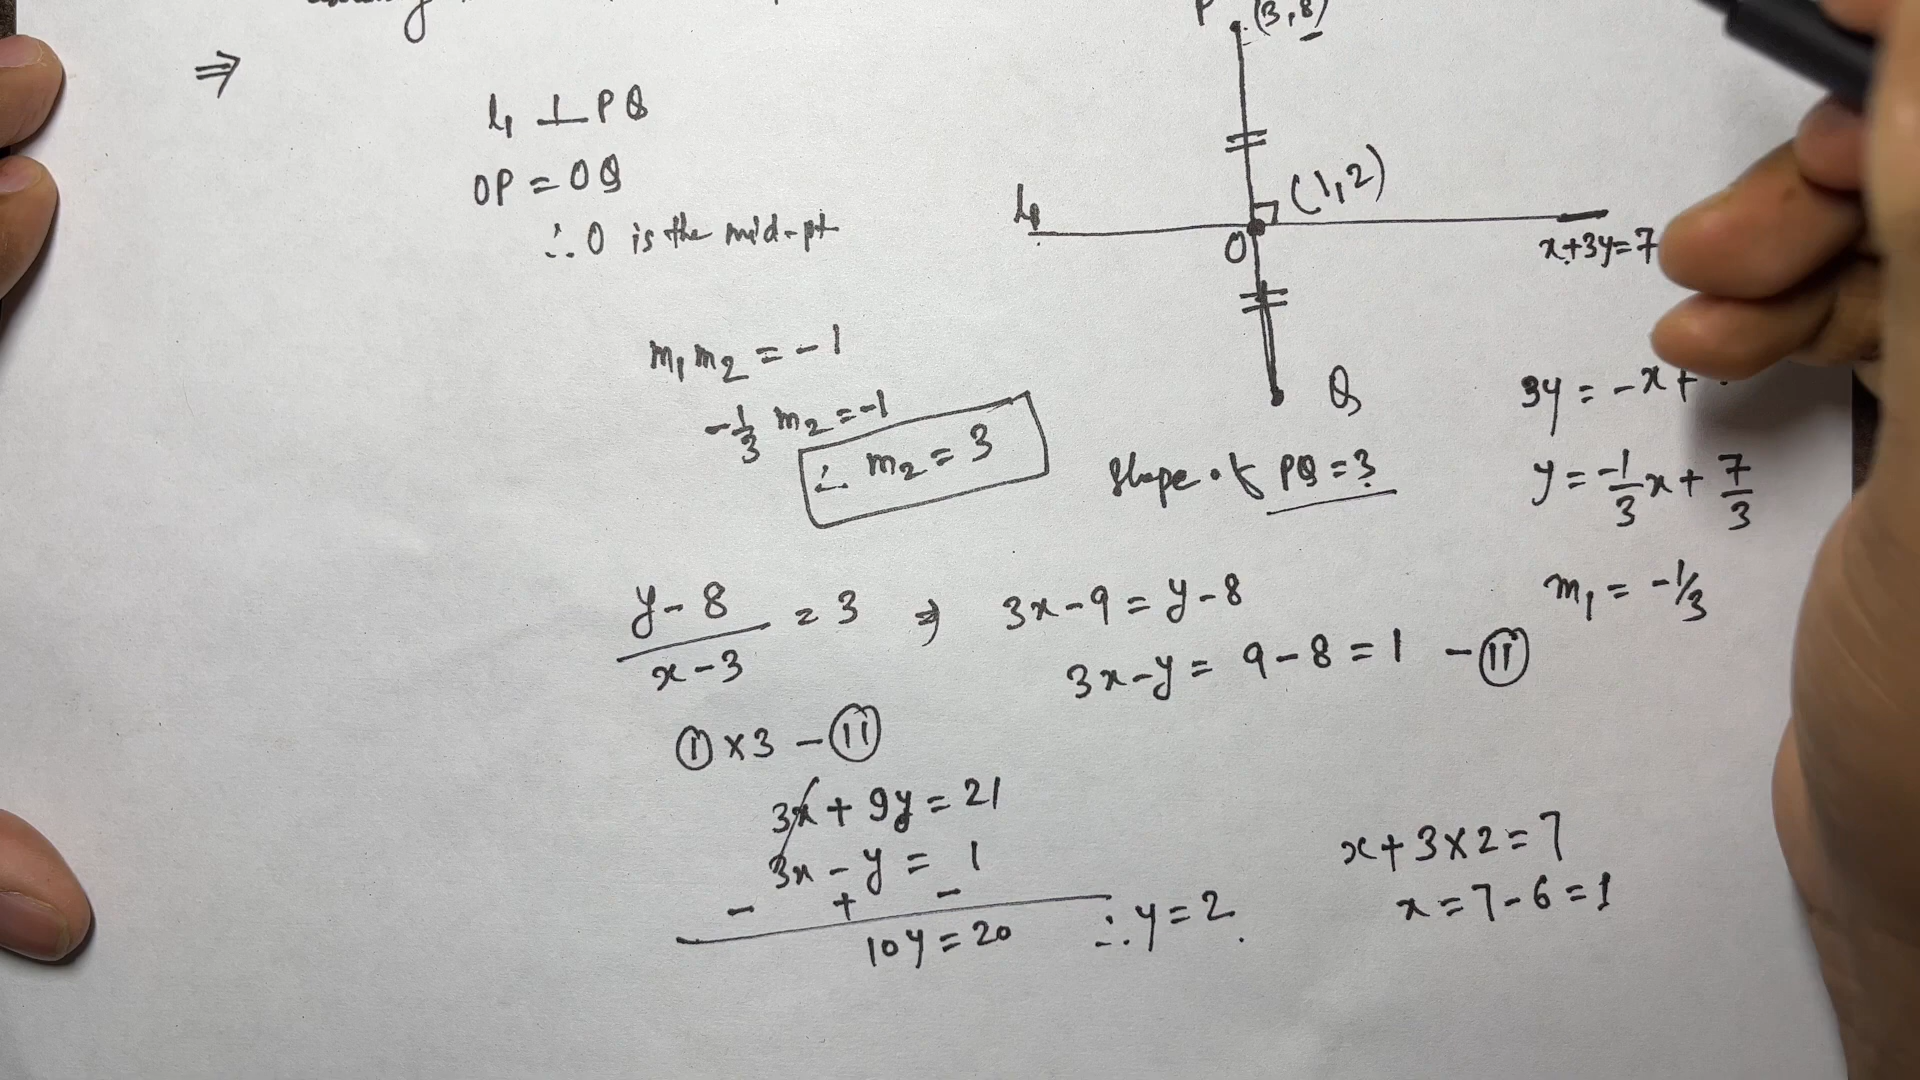 P (3,8)
⇒
l₁ ⊥ PQ
OP = OQ
∴ O is the mid-pt
l₁
(1,2)
O
x+3y=7
Q
m₁m₂ = -1
-1/3 m₂ = -1
∴ m₂ = 3
slope of PQ = 3
3y = -x +
y = -1/3 x + 7/3
m₁ = -1/3
y-8 / x-3 = 3 ⇒ 3x-9 = y-8
3x-y = 9-8 = 1 - (II)
(I) x 3 - (II)
3x + 9y = 21
3x - y = 1
- + -
10y = 20 ∴ y = 2.
x+3x2=7
x = 7-6 = 1